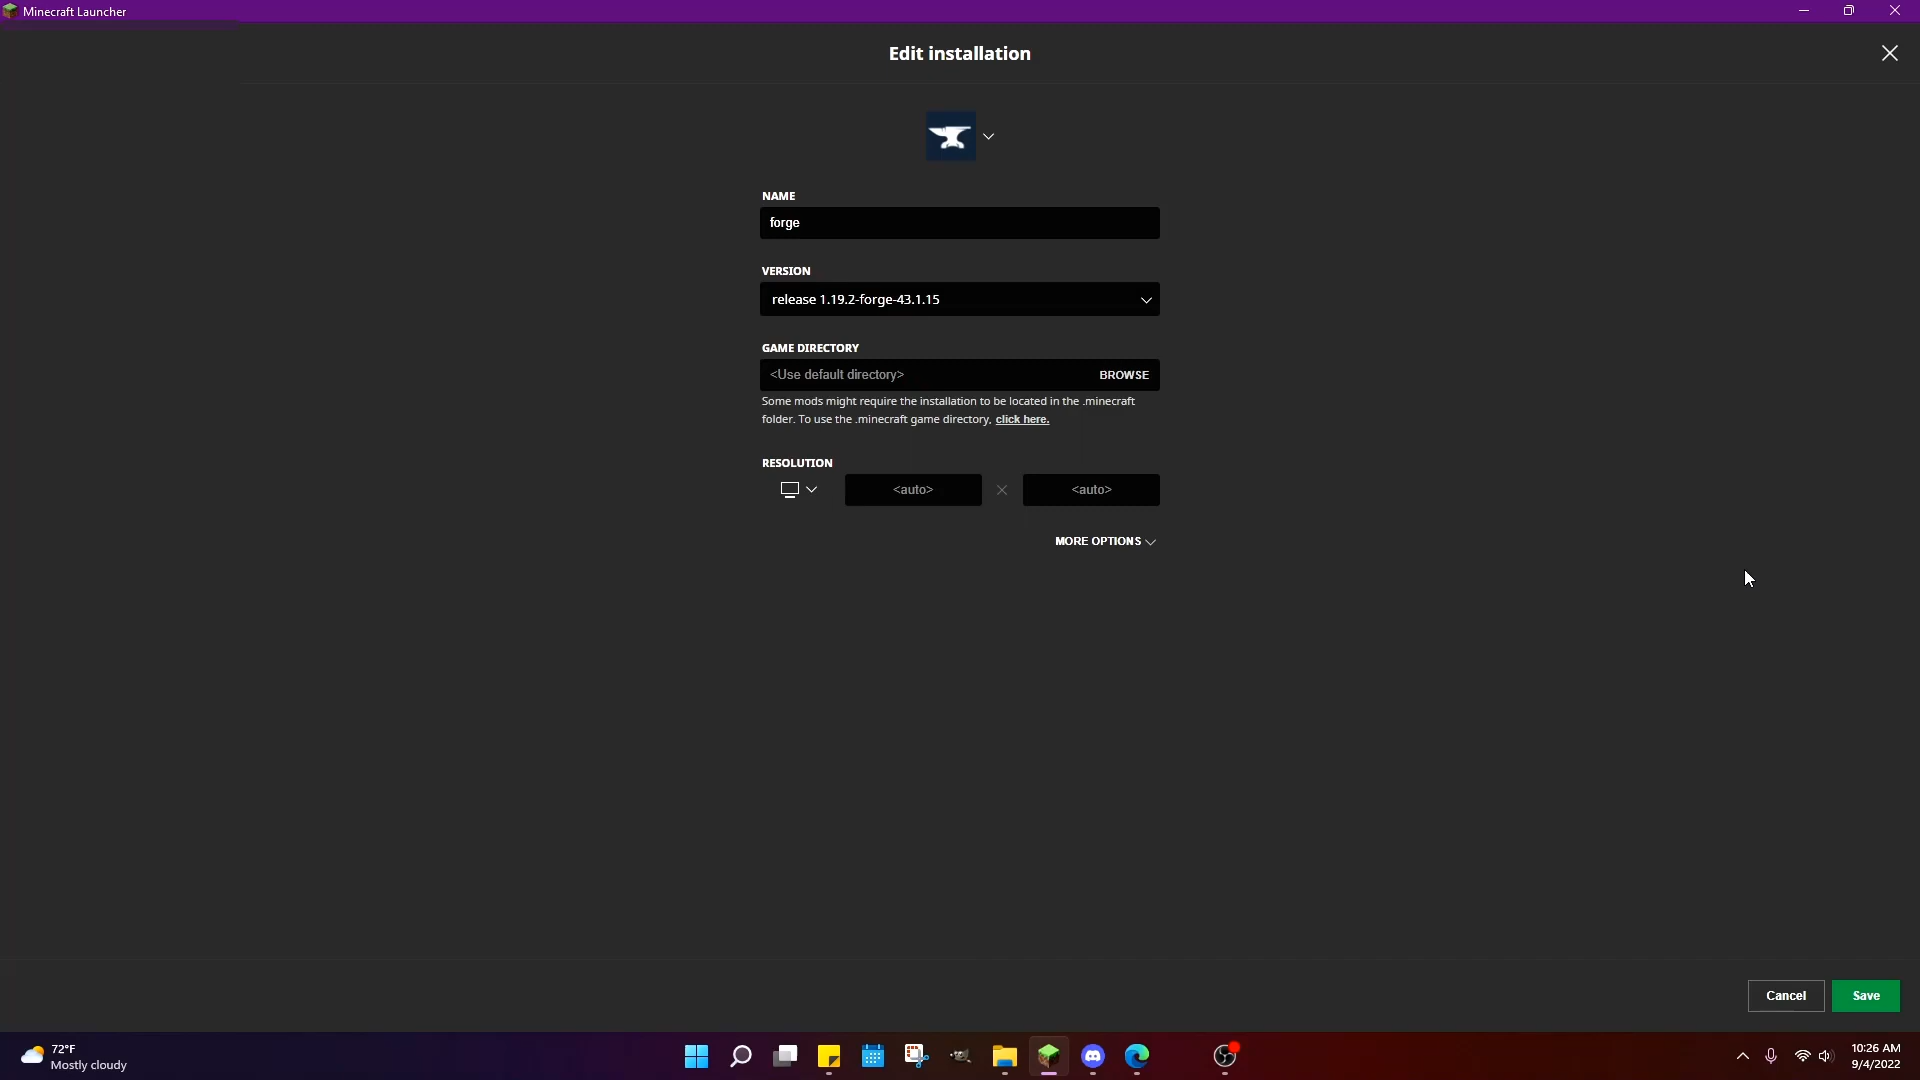 Minecraft Launcher
Edit installation
NAME
forge
VERSION
release 1.19.2-forge-43.1.15
GAME DIRECTORY
<Use default directory> BROWSE
Some mods might require the installation to be located in the .minecraft
folder. To use the .minecraft game directory, click here.
RESOLUTION
<auto> <auto>
MORE OPTIONS
Cancel Save
72°F
Mostly cloudy
10:26 AM
9/4/2022